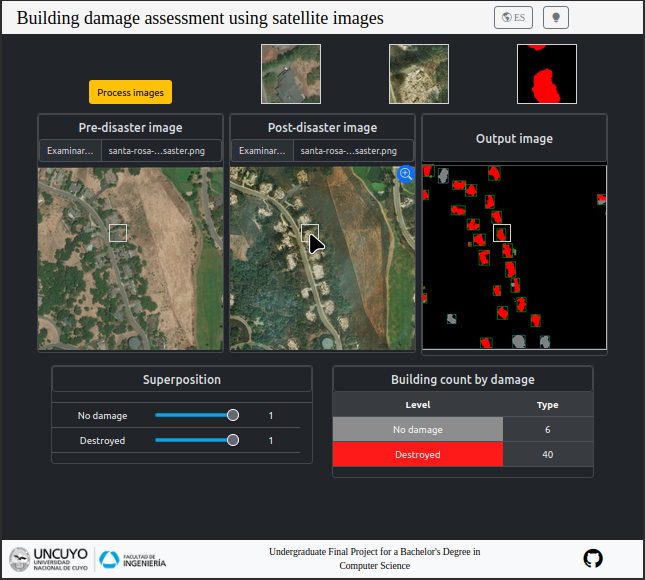 Building damage assessment using satellite images
ES
Process images
Pre-disaster image
Post-disaster image
Output image
Examinar...
santa-rosa-...saster.png
Examinar...
santa-rosa-...saster.png
Superposition
No damage
1
Destroyed
1
Building count by damage
Level
Type
No damage
6
Destroyed
40
UNCUYO
UNIVERSIDAD
NACIONAL DE CUYO
FACULTAD DE
INGENIERÍA
Undergraduate Final Project for a Bachelor's Degree in
Computer Science